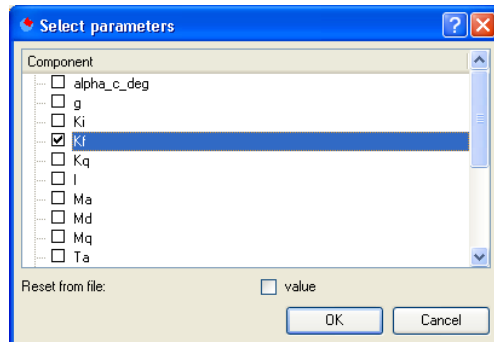 Select parameters
Component
alpha_c_deg
g
Ki
Kf
Kq
l
Ma
Md
Mq
Ta
Reset from file: value
OK Cancel